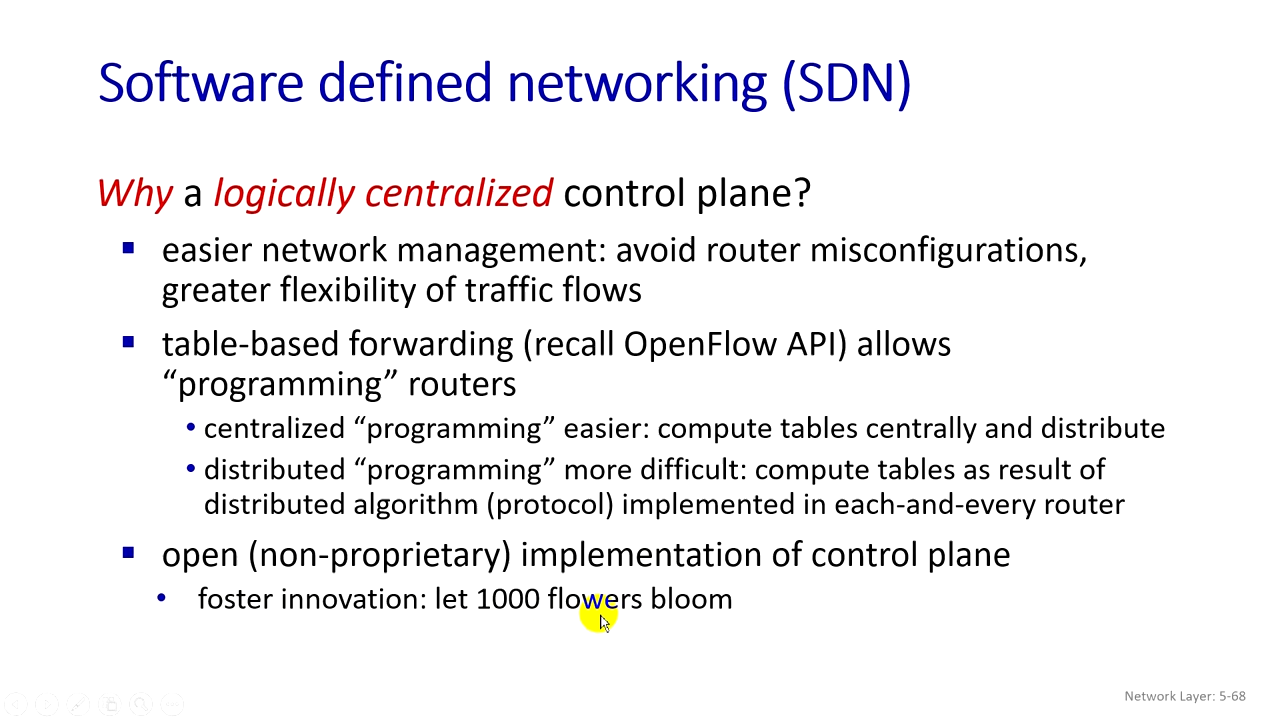 Software defined networking (SDN)
Why a logically centralized control plane?
▪ easier network management: avoid router misconfigurations,
greater flexibility of traffic flows
▪ table-based forwarding (recall OpenFlow API) allows
“programming” routers
• centralized “programming” easier: compute tables centrally and distribute
• distributed “programming” more difficult: compute tables as result of
distributed algorithm (protocol) implemented in each-and-every router
▪ open (non-proprietary) implementation of control plane
• foster innovation: let 1000 flowers bloom
Network Layer: 5-68